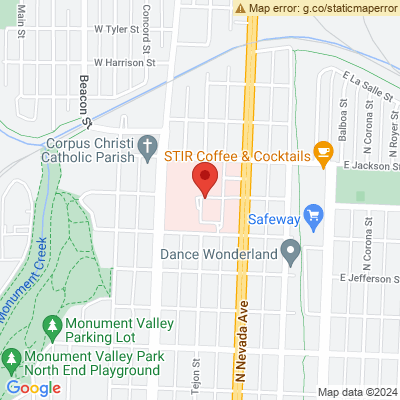 Map error: g.co/staticmaperror
Main St
W Tyler St
Concord St
W Harrison St
Beacon St
E La Salle St
Balboa St
N Corona St
N Royer St
Corpus Christi
Catholic Parish
STIR Coffee & Cocktails
E Jackson St
Safeway
Dance Wonderland
N Corona St
E Jefferson St
Monument Creek
Monument Valley
Parking Lot
Monument Valley Park
North End Playground
Tejon St
N Nevada Ave
Google
Map data ©2024